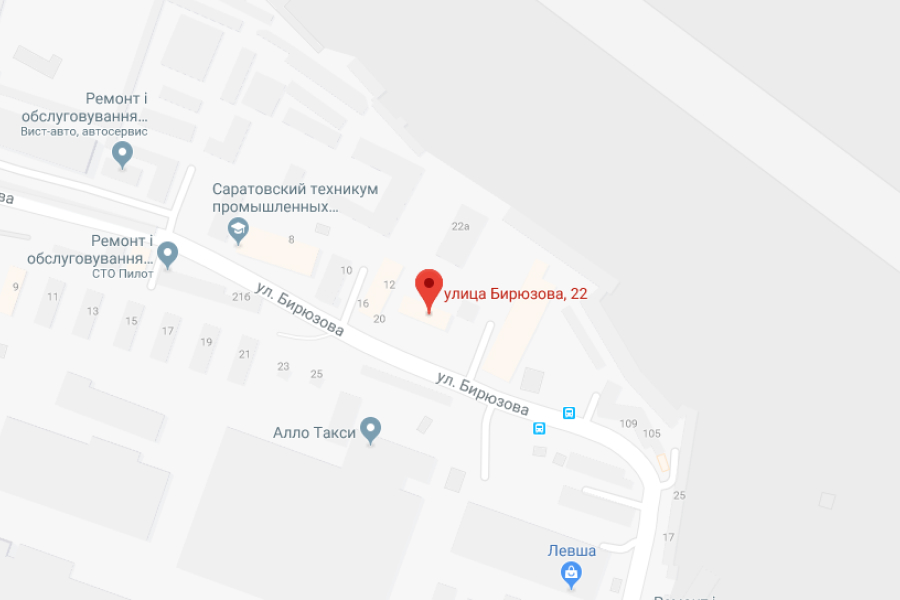 Ремонт і
обслуговування...
Вист-авто, автосервис
ва
Саратовский техникум
промышленных...
8
22а
Ремонт і
обслуговування...
СТО Пилот
9
11
13
15
17
19
21
23
25
21б
ул. Бирюзова
10
12
16
20
улица Бирюзова, 22
ул. Бирюзова
Алло Такси
109
105
25
17
Левша